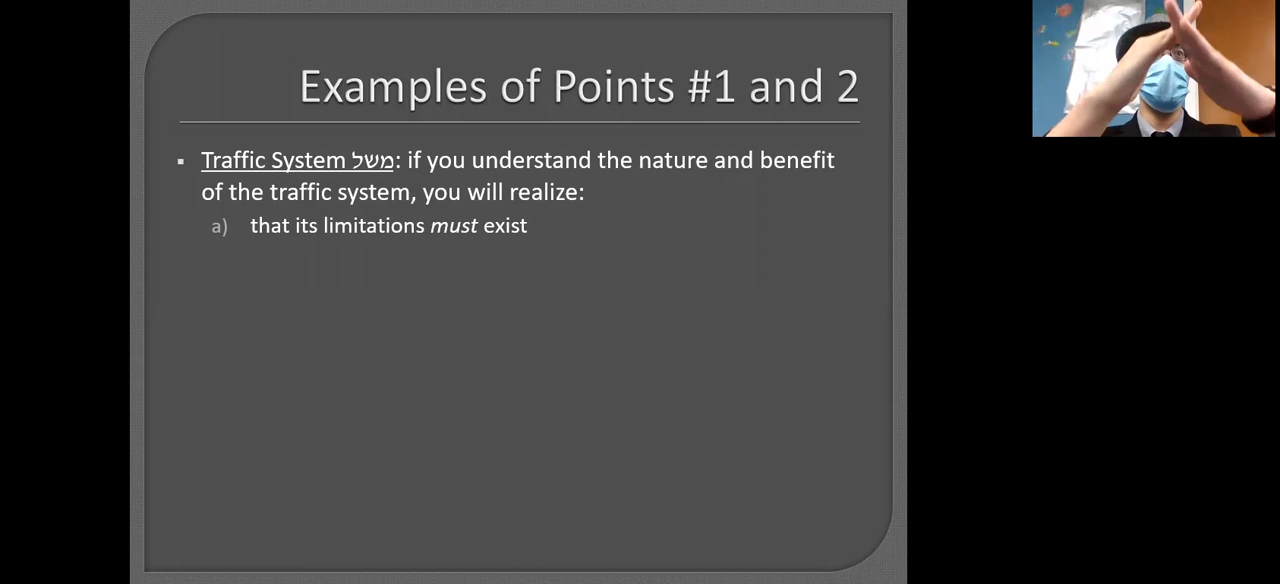 Examples of Points #1 and 2
▪ Traffic System משל: if you understand the nature and benefit
of the traffic system, you will realize:
a) that its limitations must exist